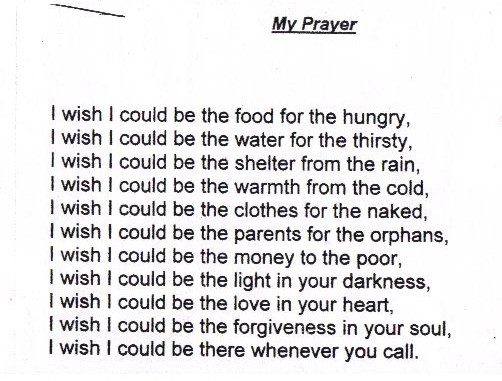 My Prayer
I wish I could be the food for the hungry,
I wish I could be the water for the thirsty,
I wish I could be the shelter from the rain,
I wish I could be the warmth from the cold,
I wish I could be the clothes for the naked,
I wish I could be the parents for the orphans,
I wish I could be the money to the poor,
I wish I could be the light in your darkness,
I wish I could be the love in your heart,
I wish I could be the forgiveness in your soul,
I wish I could be there whenever you call.